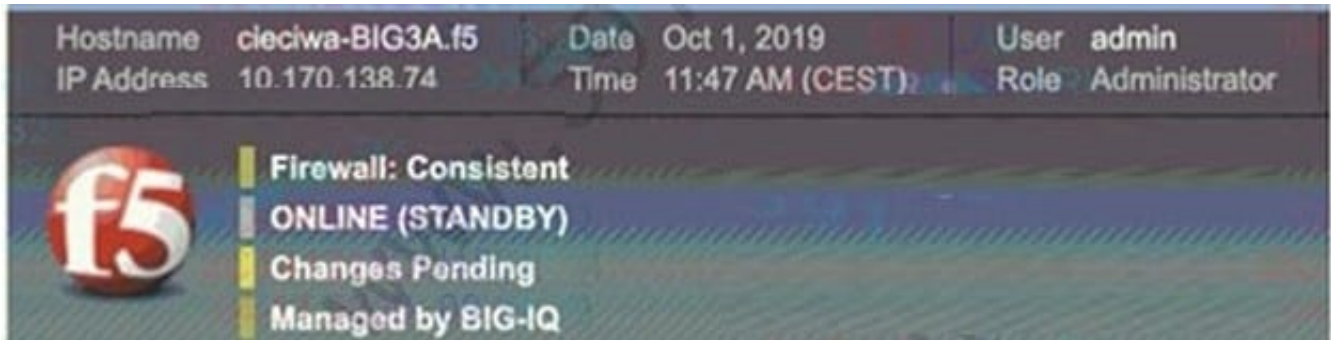 Hostname cieciwa-BIG3A.f5 Date Oct 1, 2019 User admin
IP Address 10.170.138.74 Time 11:47 AM (CEST) Role Administrator
f5
Firewall: Consistent
ONLINE (STANDBY)
Changes Pending
Managed by BIG-IQ